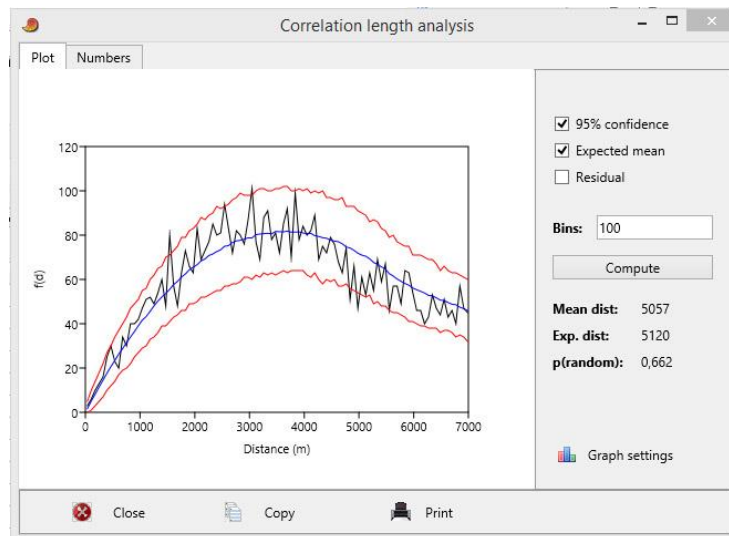 Correlation length analysis
Plot Numbers
120
100
80
60
40
20
0
f(d)
0 1000 2000 3000 4000 5000 6000 7000
Distance (m)
95% confidence
Expected mean
Residual
Bins: 100
Compute
Mean dist: 5057
Exp. dist: 5120
p(random): 0,662
Graph settings
Close Copy Print